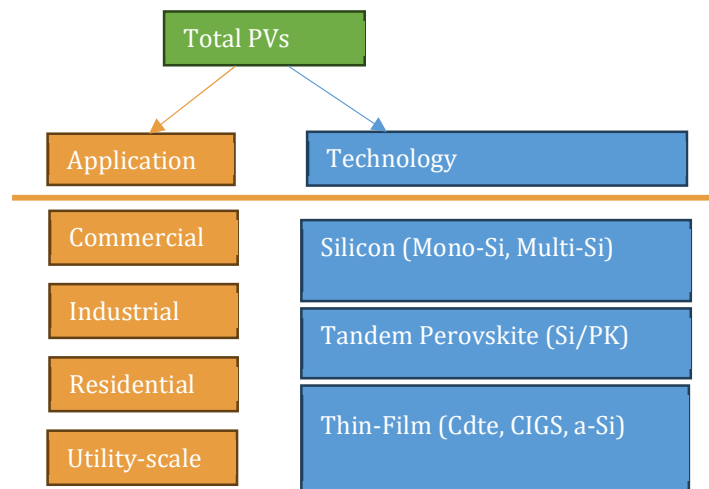 Total PVs
Application
Technology
Commercial
Industrial
Residential
Utility-scale
Silicon (Mono-Si, Multi-Si)
Tandem Perovskite (Si/PK)
Thin-Film (Cdte, CIGS, a-Si)